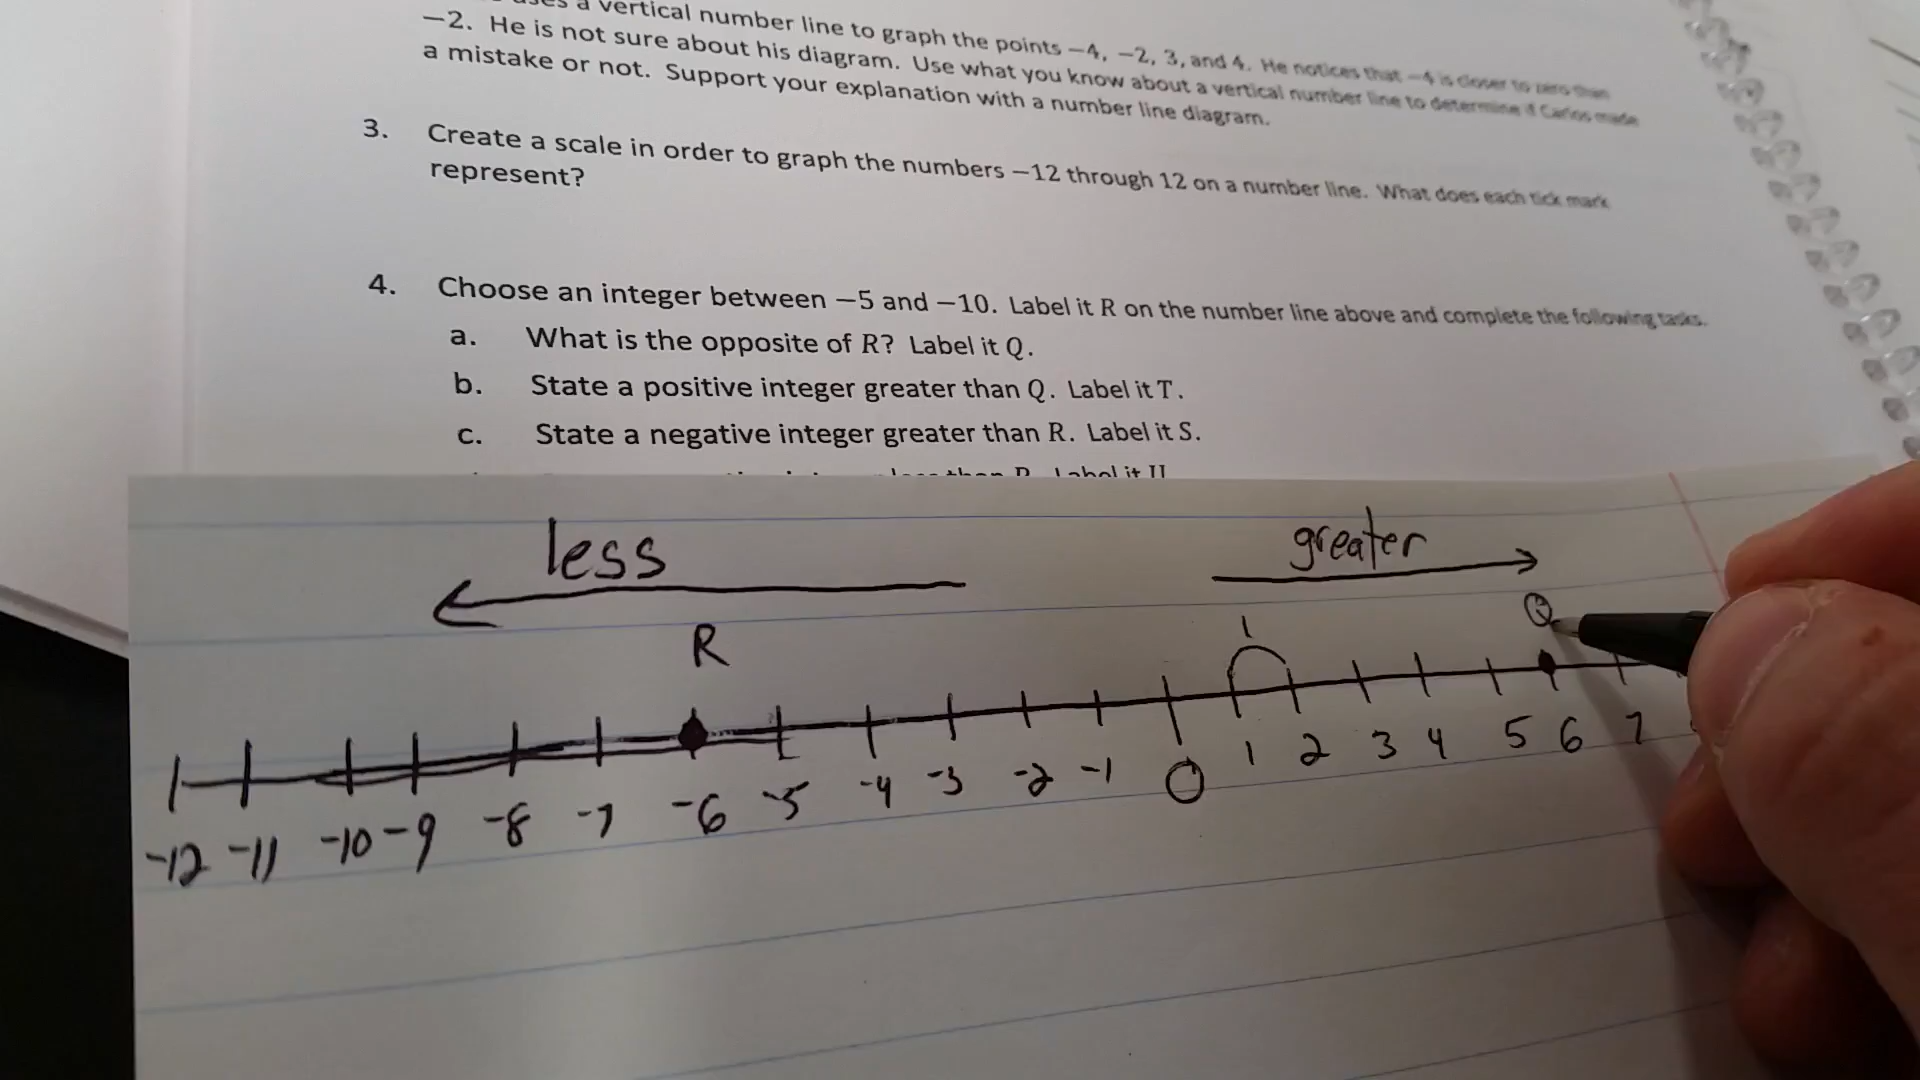 a vertical number line to graph the points −4, −2, 3, and 4. He notices that −4 is closer to zero than
−2. He is not sure about his diagram. Use what you know about a vertical number line to determine if Carlos made
a mistake or not. Support your explanation with a number line diagram.
3. Create a scale in order to graph the numbers −12 through 12 on a number line. What does each tick mark
represent?
4. Choose an integer between −5 and −10. Label it R on the number line above and complete the following tasks.
a. What is the opposite of R? Label it Q.
b. State a positive integer greater than Q. Label it T.
c. State a negative integer greater than R. Label it S.
Label it U
less greater
R 1 Q
-12 -11 -10 -9 -8 -7 -6 -5 -4 -3 -2 -1 0 1 2 3 4 5 6 7